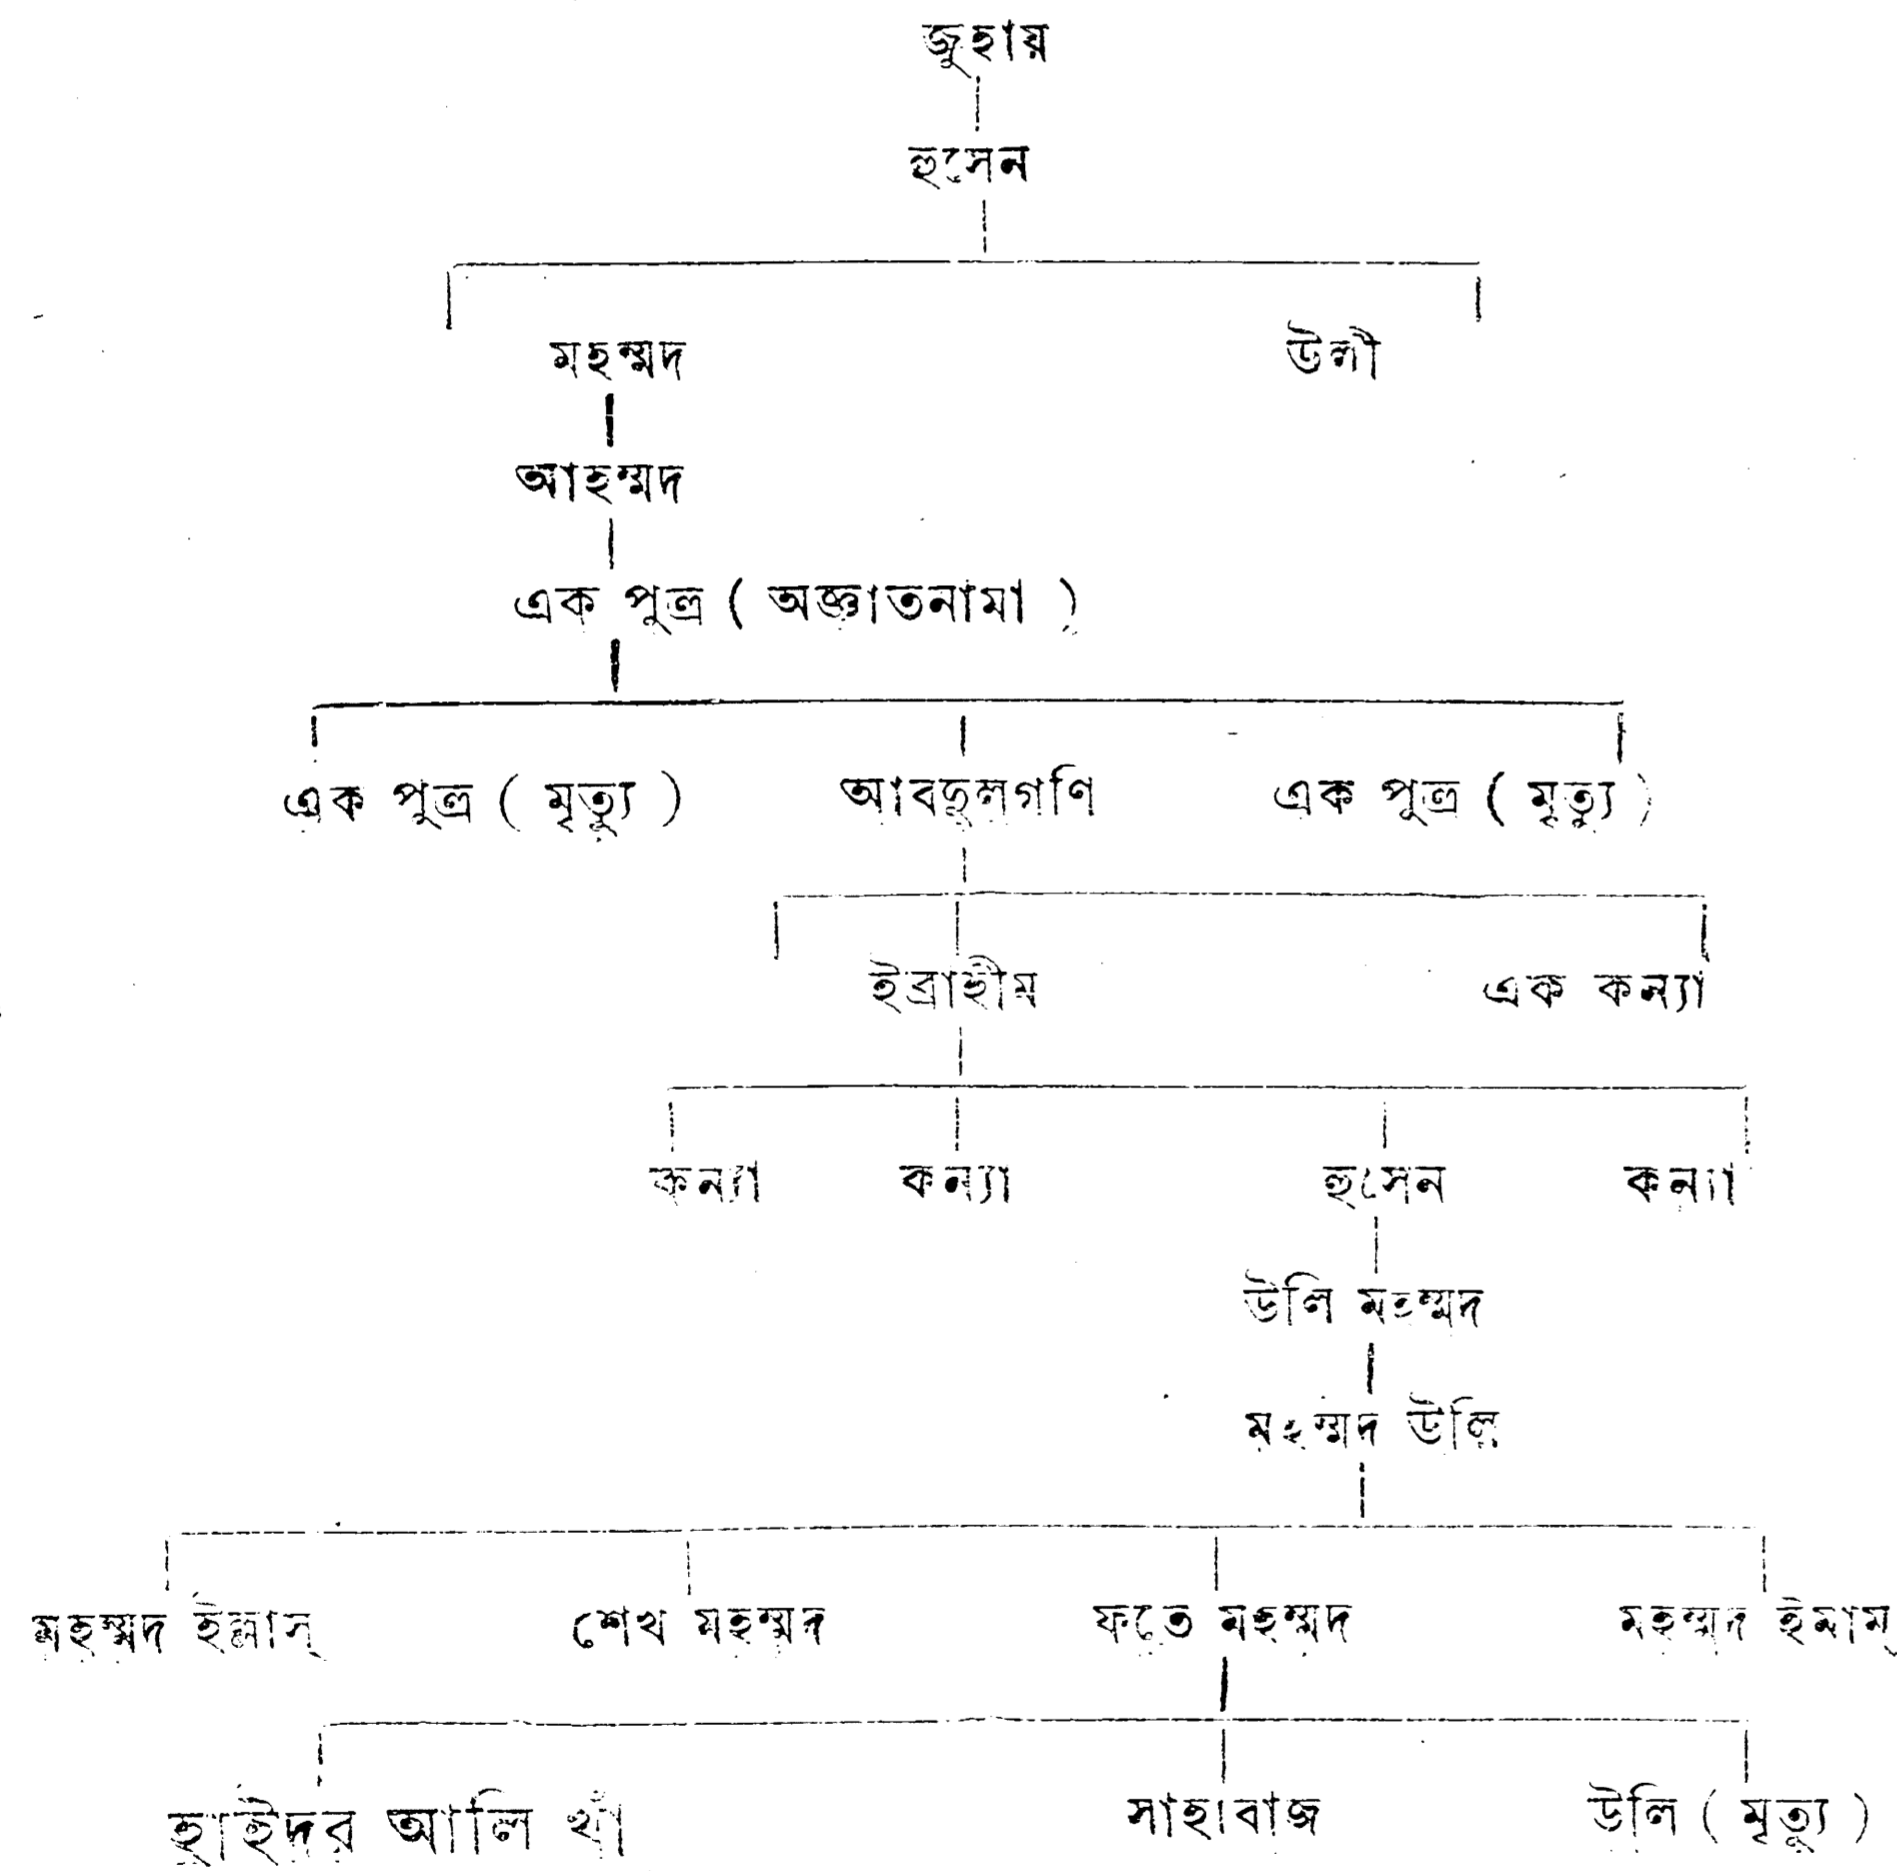 জুহায়
হুসেন
মহম্মদ উলী
আহম্মদ
এক পুত্র ( অজ্ঞাতনামা )
এক পুত্র ( মৃত্যু ) আবদুলগণি এক পুত্র ( মৃত্যু )
ইব্রাহীম এক কন্যা
কন্যা কন্যা হুসেন কন্যা
উলি মহম্মদ
মহম্মদ উলি
মহম্মদ ইল্লাস্ শেখ মহম্মদ ফতে মহম্মদ মহম্মদ ইমাম্
হাইদর আলি খাঁ সাহাবাজ উলি ( মৃত্যু )